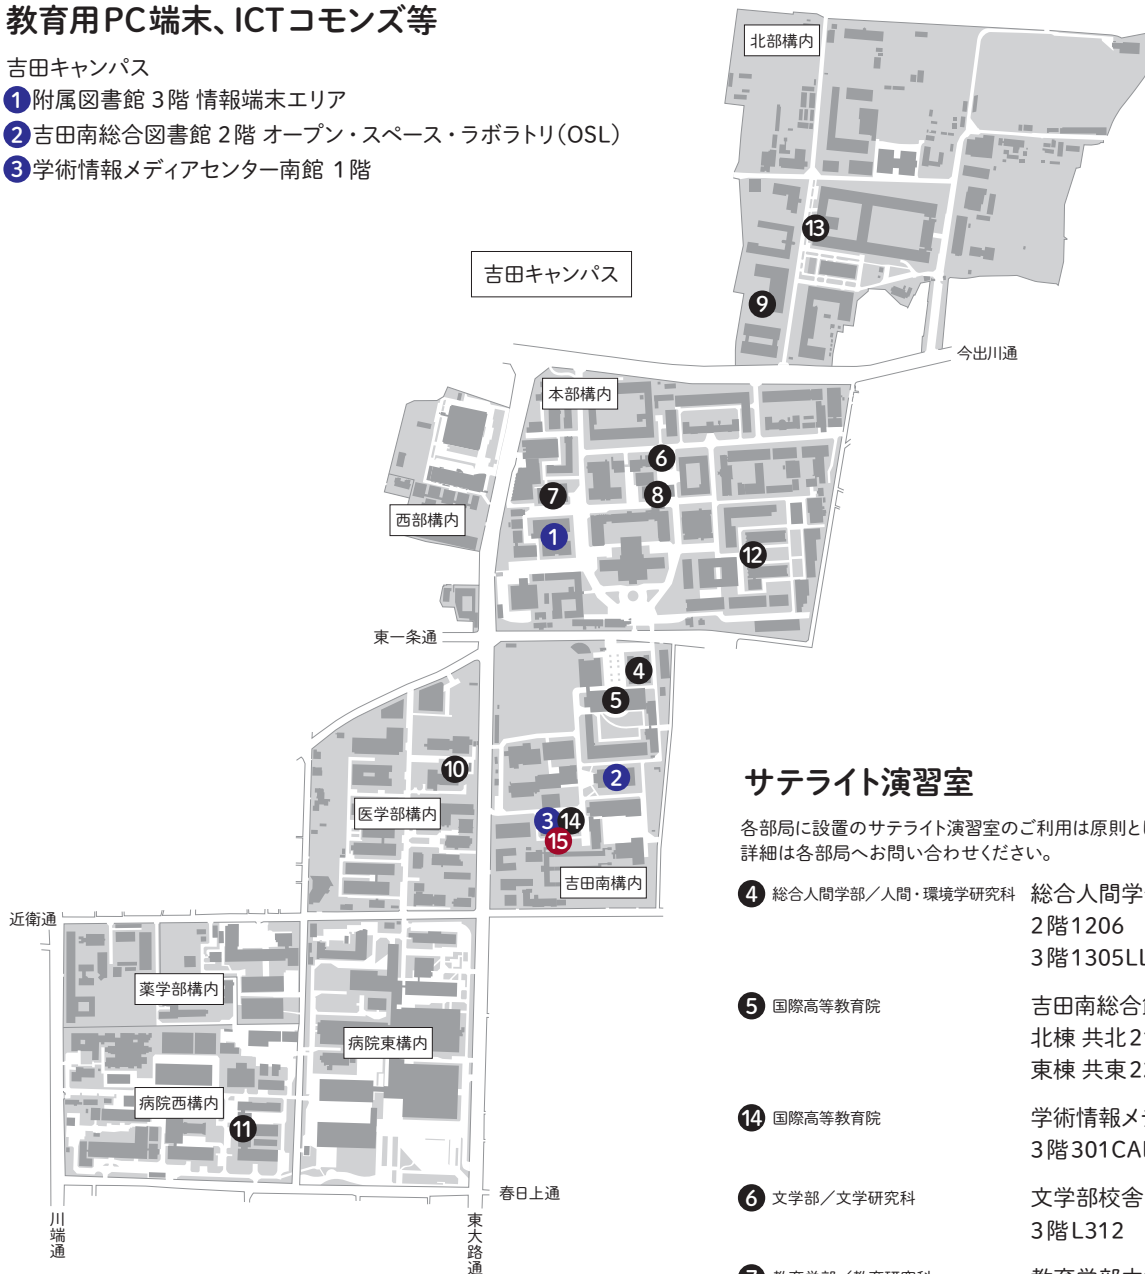 教育用PC端末、ICTコモンズ等
吉田キャンパス
1 附属図書館 3階 情報端末エリア
2 吉田南総合図書館 2階 オープン・スペース・ラボラトリ(OSL)
3 学術情報メディアセンター南館 1階
吉田キャンパス
北部構内
13
9
今出川通
本部構内
6
7
8
西部構内
1
12
東一条通
4
5
10
2
医学部構内
3 14
15
吉田南構内
近衛通
薬学部構内
病院東構内
病院西構内
11
春日上通
川端通
東大路通
サテライト演習室
各部局に設置のサテライト演習室のご利用は原則と
詳細は各部局へお問い合わせください。
4 総合人間学部/人間・環境学研究科 総合人間学
2階1206
3階1305L
5 国際高等教育院 吉田南総合
北棟 共北2
東棟 共東2
14 国際高等教育院 学術情報メ
3階301CA
6 文学部/文学研究科 文学部校舎
3階L312
7